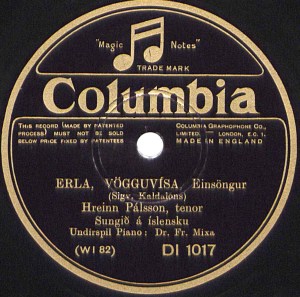 "Magic Notes"
TRADE MARK
Columbia
(THIS RECORD (MADE BY PATENTED
PROCESS) MUST NOT BE SOLD
BELOW PRICE FIXED BY PATENTEES
COLUMBIA GRAPHOPHONE CO.,
LIMITED. — LONDON, E.C. 1.
MADE IN ENGLAND
ERLA, VÖGGUVÍSA, Einsöngur
(Sigv. Kaldalóns)
Hreinn Pálsson, tenor
Sungið á íslensku
Undirspil Piano: Dr. Fr. Mixa
(WI 82)
DI 1017